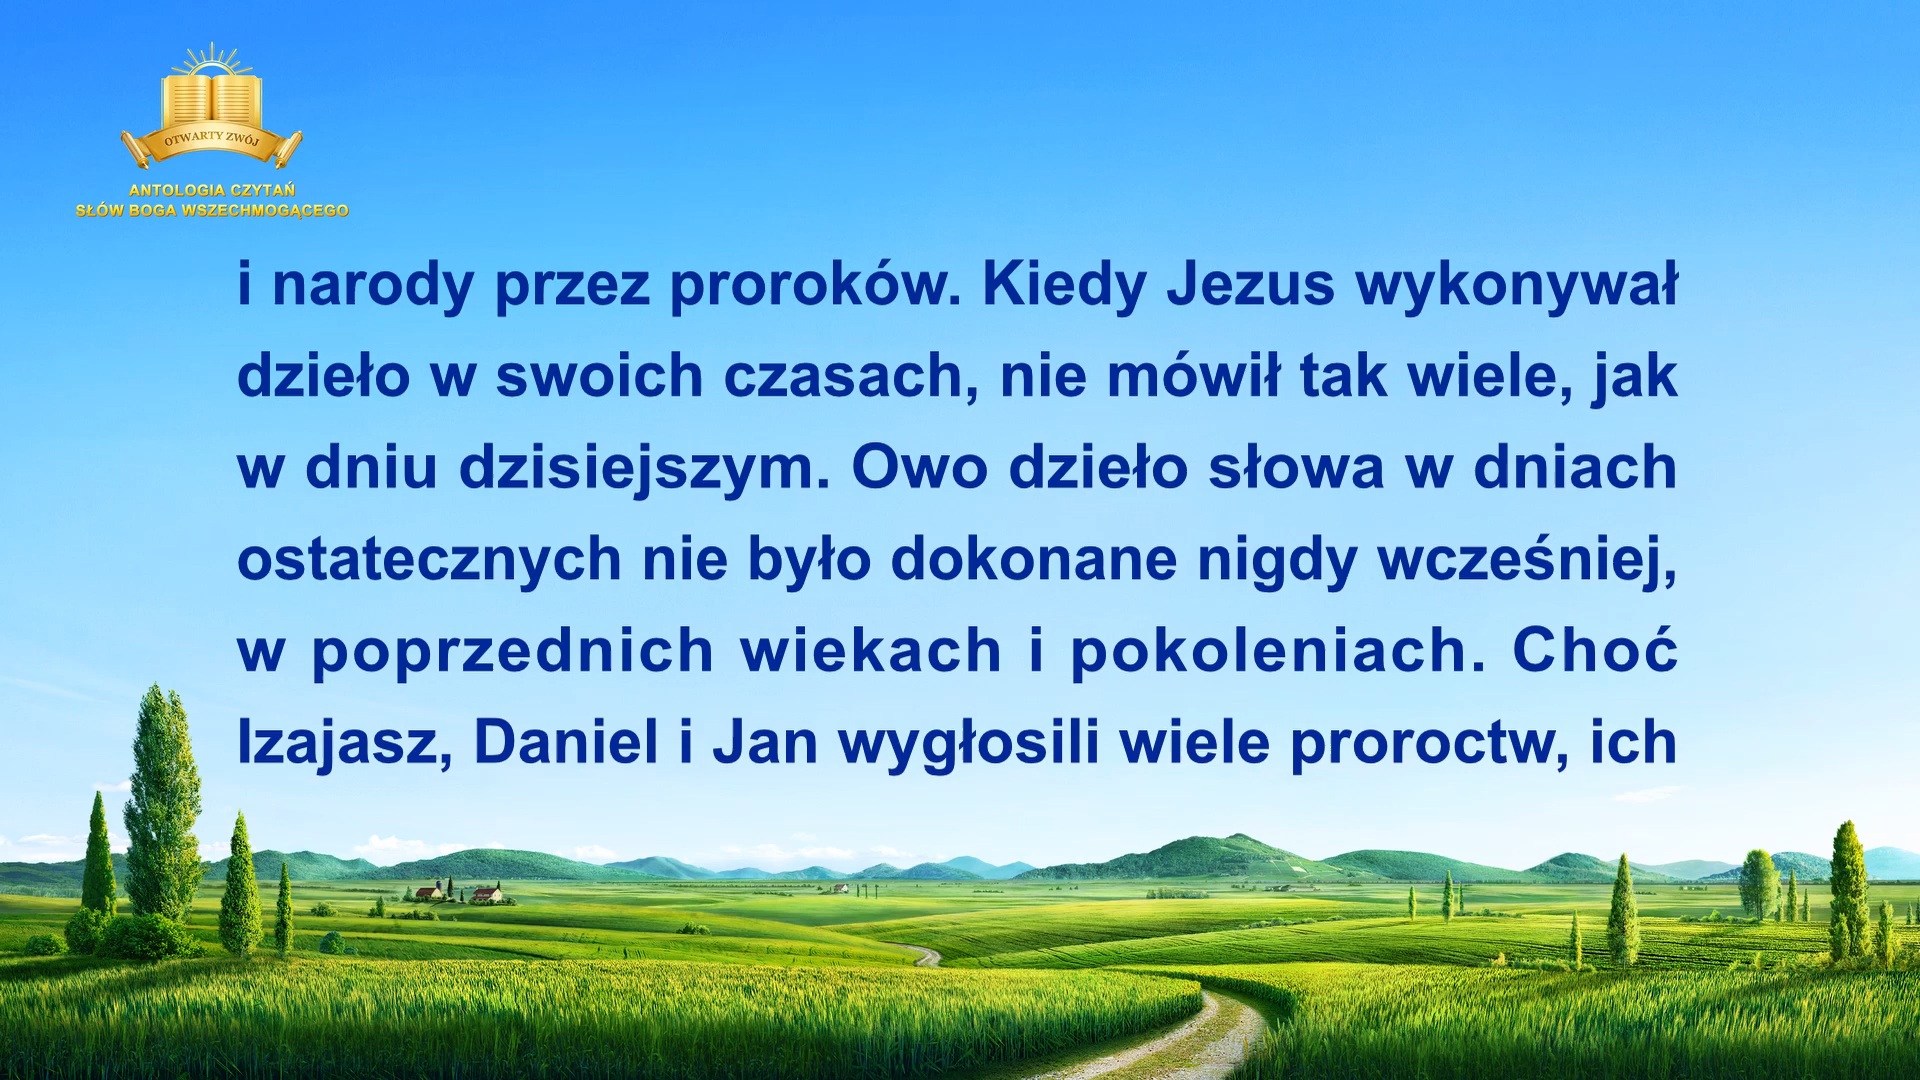 OTWARTY ZWÓJ
ANTOLOGIA CZYTAŃ
SŁÓW BOGA WSZECHMOGĄCEGO
i narody przez proroków. Kiedy Jezus wykonywał
dzieło w swoich czasach, nie mówił tak wiele, jak
w dniu dzisiejszym. Owo dzieło słowa w dniach
ostatecznych nie było dokonane nigdy wcześniej,
w poprzednich wiekach i pokoleniach. Choć
Izajasz, Daniel i Jan wygłosili wiele proroctw, ich